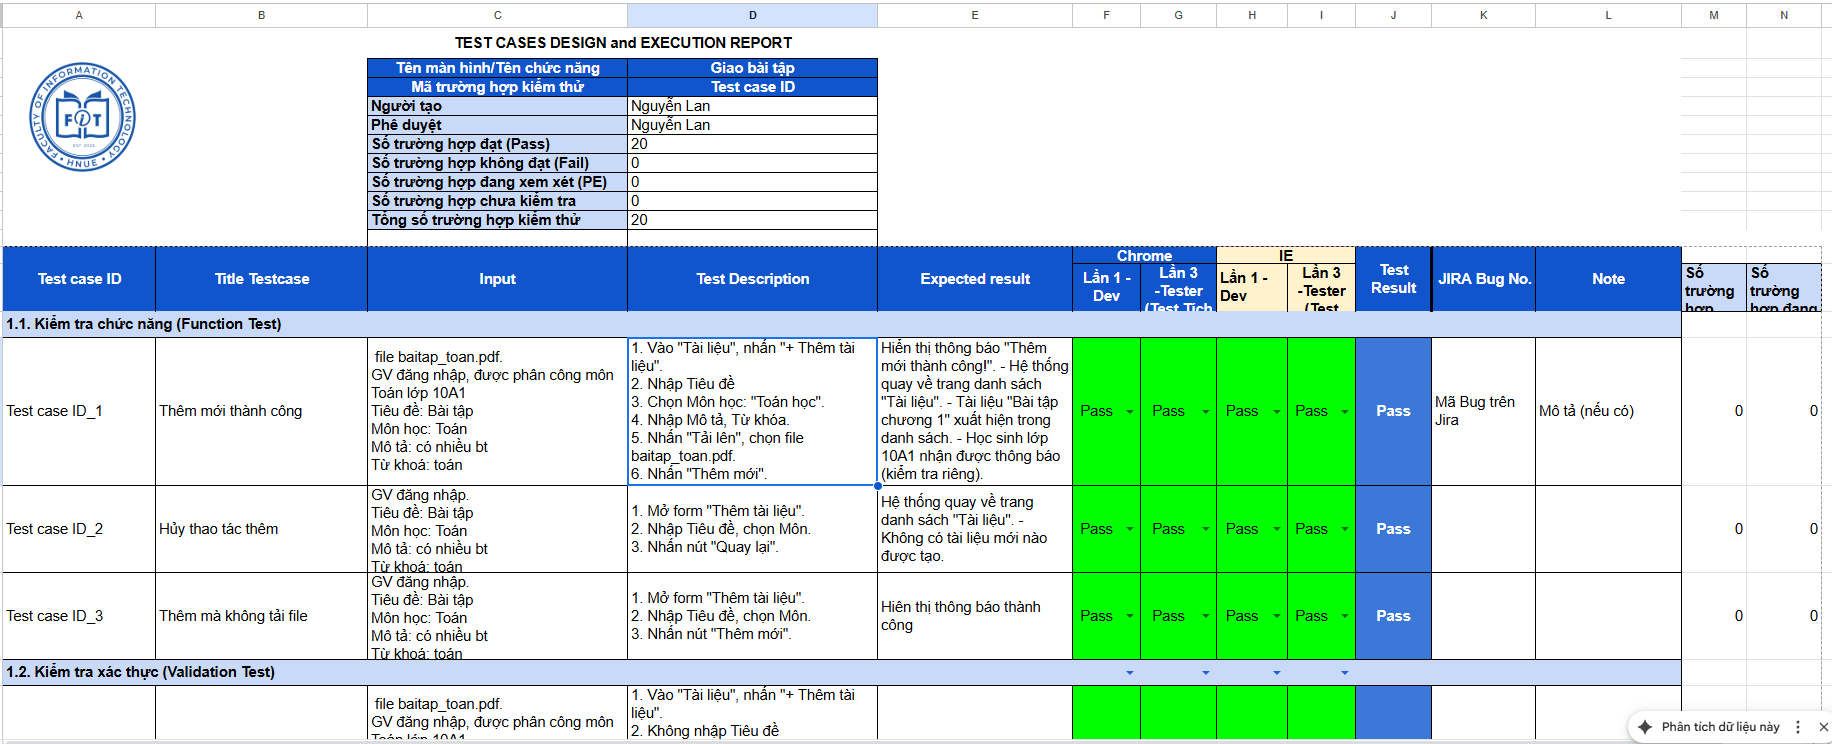 A B C D E F G H I J K L M N
TEST CASES DESIGN and EXECUTION REPORT
FACULTY OF INFORMATION TECHNOLOGY
FiT
EST 2005
HNUE
Tên màn hình/Tên chức năng Giao bài tập
Mã trường hợp kiểm thử Test case ID
Người tạo Nguyễn Lan
Phê duyệt Nguyễn Lan
Số trường hợp đạt (Pass) 20
Số trường hợp không đạt (Fail) 0
Số trường hợp đang xem xét (PE) 0
Số trường hợp chưa kiểm tra 0
Tổng số trường hợp kiểm thử 20
Test case ID
Title Testcase
Input
Test Description
Expected result
Chrome
Lần 1 -
Dev
Lần 3
-Tester
(Test Tích
IE
Lần 1 -
Dev
Lần 3
-Tester
(Test
Test
Result
JIRA Bug No.
Note
Số
trường
hợp
Số
trường
hợp đang
1.1. Kiểm tra chức năng (Function Test)
Test case ID_1
Thêm mới thành công
file baitap_toan.pdf.
GV đăng nhập, được phân công môn
Toán lớp 10A1
Tiêu đề: Bài tập
Môn học: Toán
Mô tả: có nhiều bt
Từ khoá: toán
1. Vào "Tài liệu", nhấn "+ Thêm tài
liệu".
2. Nhập Tiêu đề
3. Chọn Môn học: "Toán học".
4. Nhập Mô tả, Từ khóa.
5. Nhấn "Tải lên", chọn file
baitap_toan.pdf.
6. Nhấn "Thêm mới".
Hiển thị thông báo "Thêm
mới thành công!". - Hệ thống
quay về trang danh sách
"Tài liệu". - Tài liệu "Bài tập
chương 1" xuất hiện trong
danh sách. - Học sinh lớp
10A1 nhận được thông báo
(kiểm tra riêng).
Pass Pass Pass Pass Pass
Mã Bug trên
Jira
Mô tả (nếu có)
0 0
Test case ID_2
Hủy thao tác thêm
GV đăng nhập.
Tiêu đề: Bài tập
Môn học: Toán
Mô tả: có nhiều bt
Từ khoá: toán
1. Mở form "Thêm tài liệu".
2. Nhập Tiêu đề, chọn Môn.
3. Nhấn nút "Quay lại".
Hệ thống quay về trang
danh sách "Tài liệu". -
Không có tài liệu mới nào
được tạo.
Pass Pass Pass Pass Pass
0 0
Test case ID_3
Thêm mà không tải file
GV đăng nhập.
Tiêu đề: Bài tập
Môn học: Toán
Mô tả: có nhiều bt
Từ khoá: toán
1. Mở form "Thêm tài liệu".
2. Nhập Tiêu đề, chọn Môn.
3. Nhấn nút "Thêm mới".
Hiển thị thông báo thành
công
Pass Pass Pass Pass Pass
0 0
1.2. Kiểm tra xác thực (Validation Test)
file baitap_toan.pdf.
GV đăng nhập, được phân công môn
Toán lớp 10A1
1. Vào "Tài liệu", nhấn "+ Thêm tài
liệu".
2. Không nhập Tiêu đề
Phân tích dữ liệu này